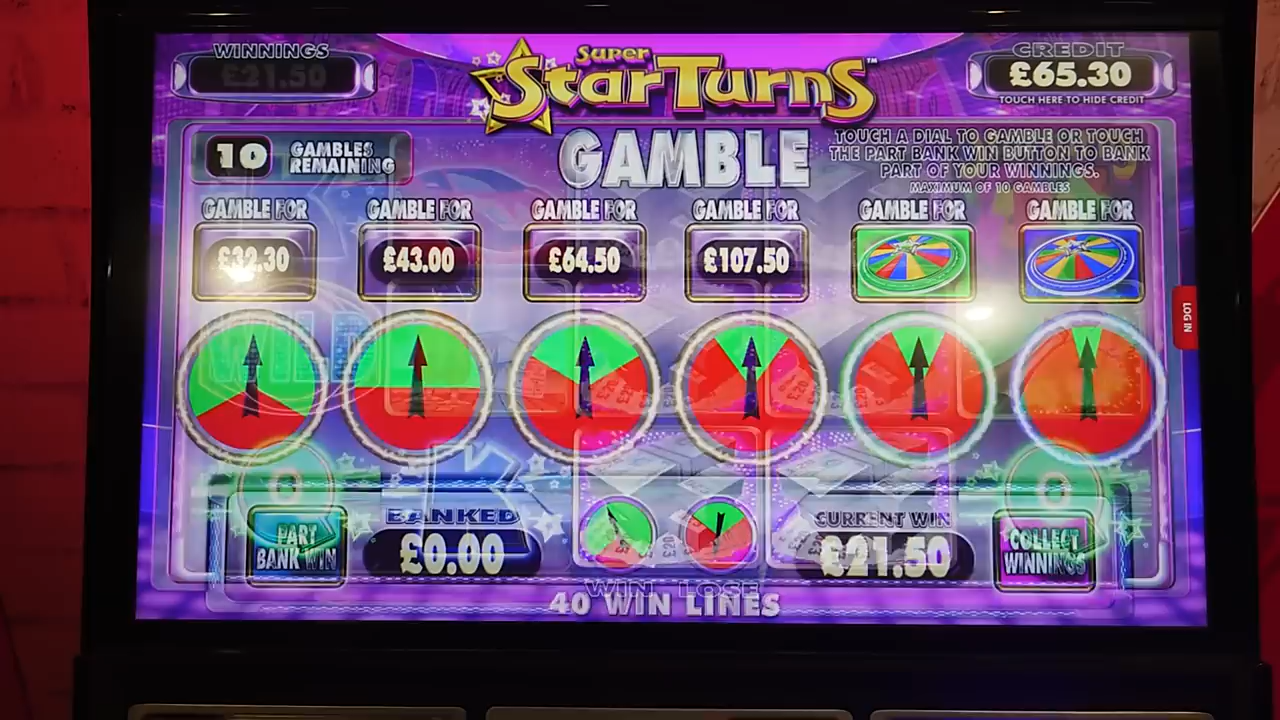 WINNINGS
£21.50
SUPER
StarTurns™
CREDIT
£65.30
TOUCH HERE TO HIDE CREDIT
10 GAMBLES
REMAINING
GAMBLE
TOUCH A DIAL TO GAMBLE OR TOUCH
THE PART BANK WIN BUTTON TO BANK
PART OF YOUR WINNINGS.
MAXIMUM OF 10 GAMBLES
GAMBLE FOR GAMBLE FOR GAMBLE FOR GAMBLE FOR GAMBLE FOR GAMBLE FOR
£32.30 £43.00 £64.50 £107.50
LOG IN
WILD
PART
BANK WIN
BANKED
£0.00
CURRENT WIN
£21.50
COLLECT
WINNINGS
WIN LOSE
40 WIN LINES